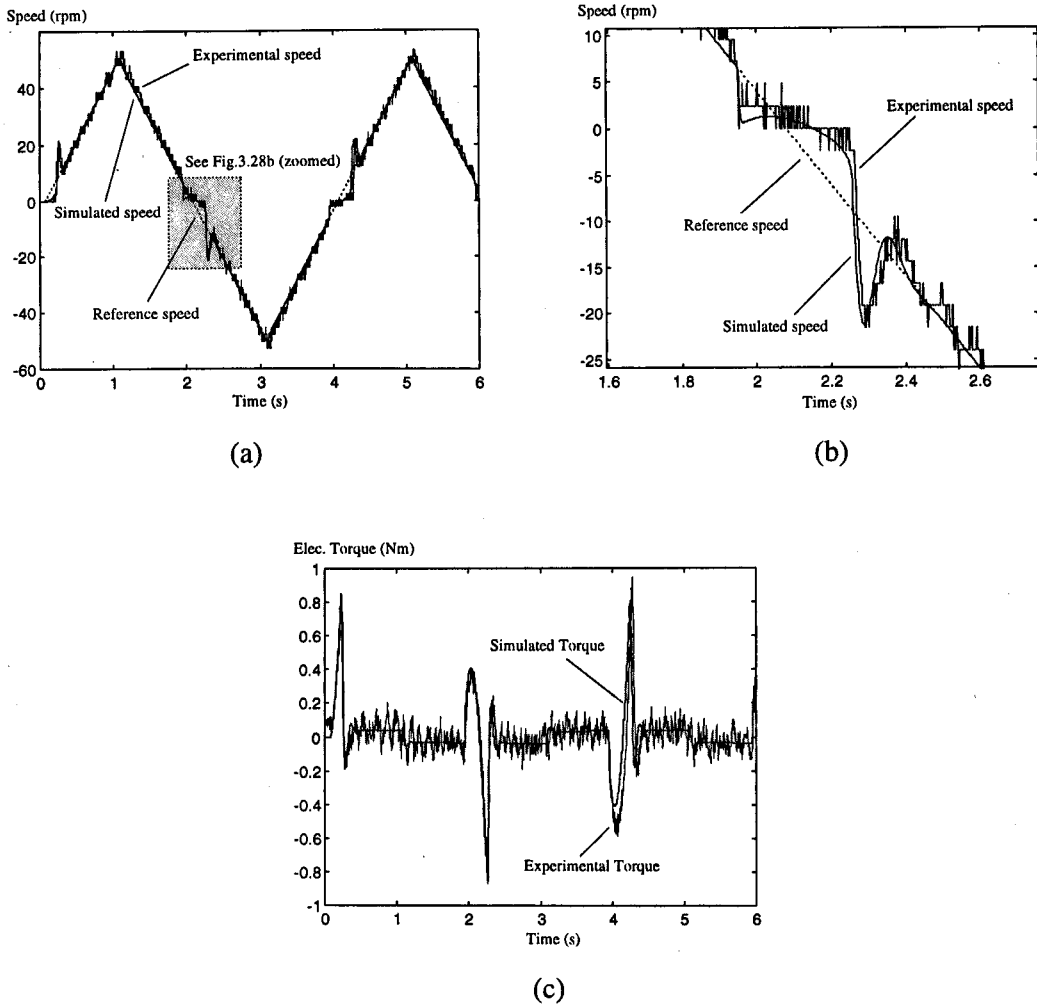 Speed (rpm)
40
20
0
-20
-40
-60
0
1
2
3
4
5
6
Time (s)
Experimental speed
See Fig.3.28b (zoomed)
Simulated speed
Reference speed
(a)
Speed (rpm)
10
5
0
-5
-10
-15
-20
-25
1.6
1.8
2
2.2
2.4
2.6
Time (s)
Experimental speed
Reference speed
Simulated speed
(b)
Elec. Torque (Nm)
1
0.8
0.6
0.4
0.2
0
-0.2
-0.4
-0.6
-0.8
-1
0
1
2
3
4
5
6
Time (s)
Simulated Torque
Experimental Torque
(c)